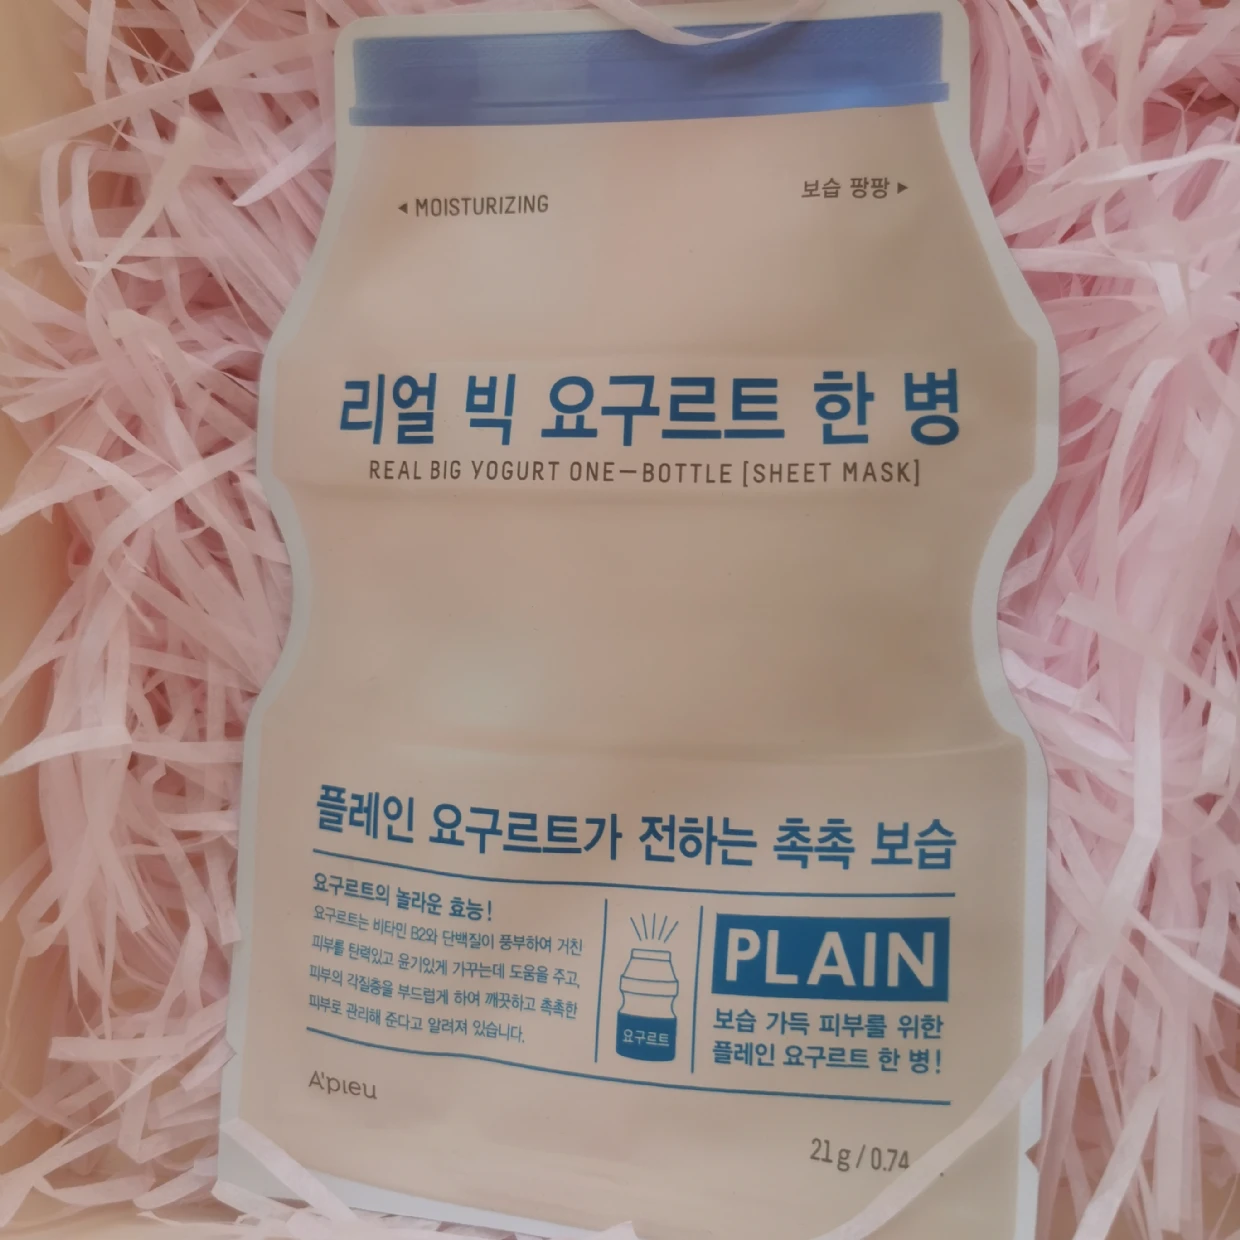 ◂ MOISTURIZING
보습 팡팡 ▸
리얼 빅 요구르트 한 병
REAL BIG YOGURT ONE—BOTTLE [SHEET MASK]
플레인 요구르트가 전하는 촉촉 보습
요구르트의 놀라운 효능!
요구르트는 비타민 B2와 단백질이 풍부하여 거친
피부를 탄력있고 윤기있게 가꾸는데 도움을 주고,
피부의 각질층을 부드럽게 하여 깨끗하고 촉촉한
피부로 관리해 준다고 알려져 있습니다.
요구르트
PLAIN
보습 가득 피부를 위한
플레인 요구르트 한 병!
A'pieu
21 g / 0.74